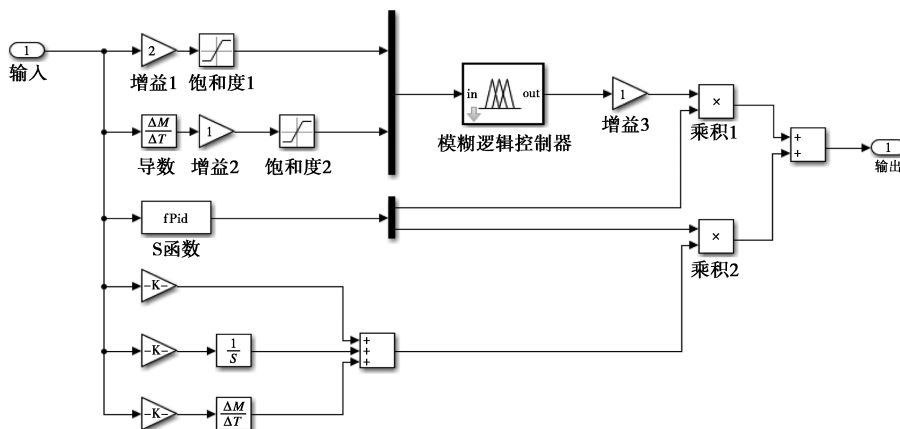 1
输入
2
增益1
饱和度1
ΔM
ΔT
导数
1
增益2
饱和度2
in
out
模糊逻辑控制器
1
增益3
×
乘积1
+
+
1
输出
fPid
S函数
×
乘积2
-K-
-K-
1
S
+
+
+
-K-
ΔM
ΔT